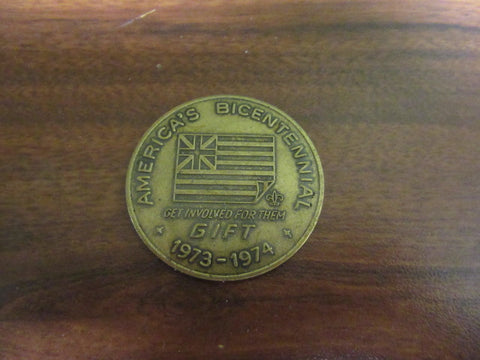 AMERICA'S BICENTENNIAL
GET INVOLVED FOR THEM
GIFT
1973-1974